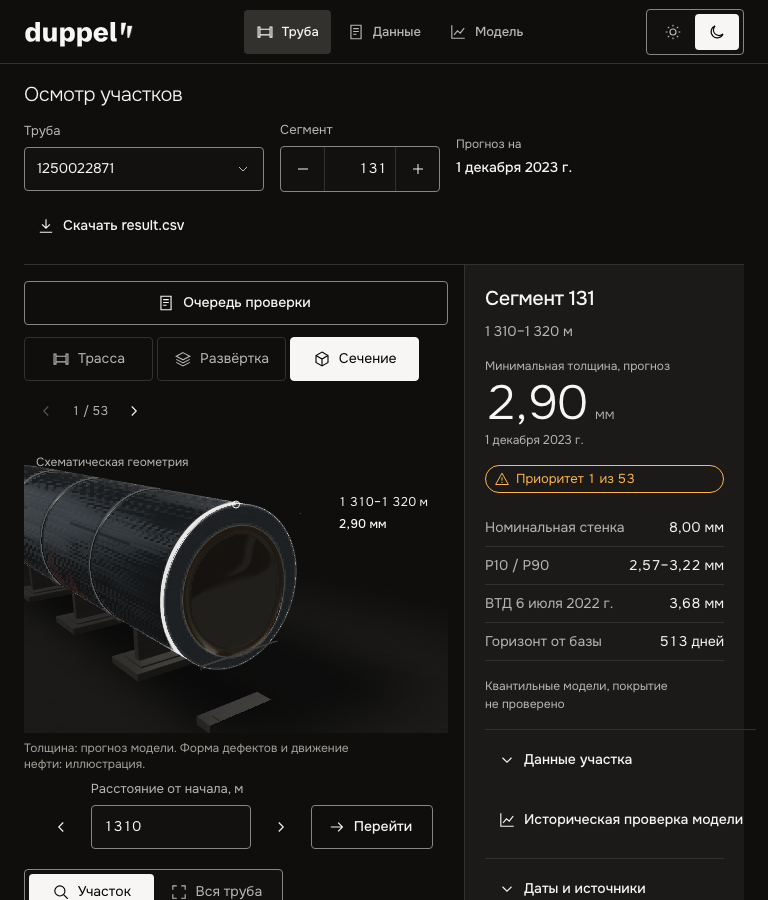 duppel
Труба
Данные
Модель
Осмотр участков
Труба
Сегмент
Прогноз на
1250022871
131
1 декабря 2023 г.
Скачать result.csv
Очередь проверки
Трасса
Развёртка
Сечение
1 / 53
Схематическая геометрия
1 310–1 320 м
2,90 мм
Толщина: прогноз модели. Форма дефектов и движение
нефти: иллюстрация.
Расстояние от начала, м
1310
Перейти
Участок
Вся труба
Сегмент 131
1 310–1 320 м
Минимальная толщина, прогноз
2,90 мм
1 декабря 2023 г.
Приоритет 1 из 53
Номинальная стенка 8,00 мм
P10 / P90 2,57–3,22 мм
ВТД 6 июля 2022 г. 3,68 мм
Горизонт от базы 513 дней
Квантильные модели, покрытие
не проверено
Данные участка
Историческая проверка модели
Даты и источники